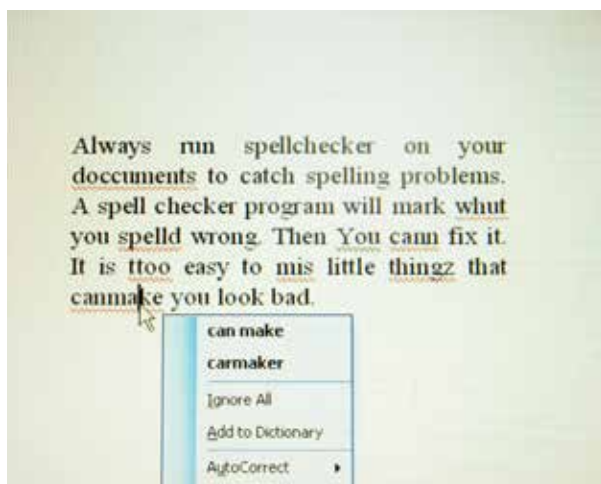 Always run spellchecker on your
doccuments to catch spelling problems.
A spell checker program will mark whut
you spelld wrong. Then You cann fix it.
It is ttoo easy to mis little thingz that
canmake you look bad.
can make
carmaker
Ignore All
Add to Dictionary
AutoCorrect